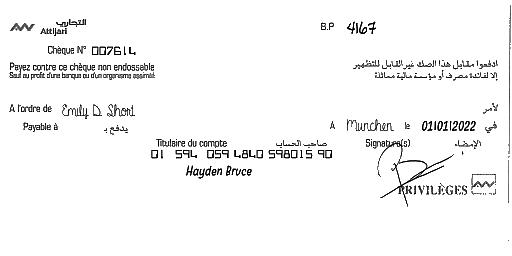 التجاري
Attijari
B.P 4167
Chèque N° 007614
Payez contre ce chèque non endossable
Sauf au profit d'une banque ou d'un organisme assimilé
ادفعوا مقابل هذا الصك غير القابل للتظهير
إلا لفائدة مصرف أو مؤسسة مالية مماثلة
A l'ordre de Emily D. Short لأمر
Payable à يدفع بـ A Munchen le 01/01/2022 في
Titulaire du compte صاحب الحساب Signature(s) الإمضاء
01 594 059 4840 598015 90
Hayden Bruce
PRIVILÈGES